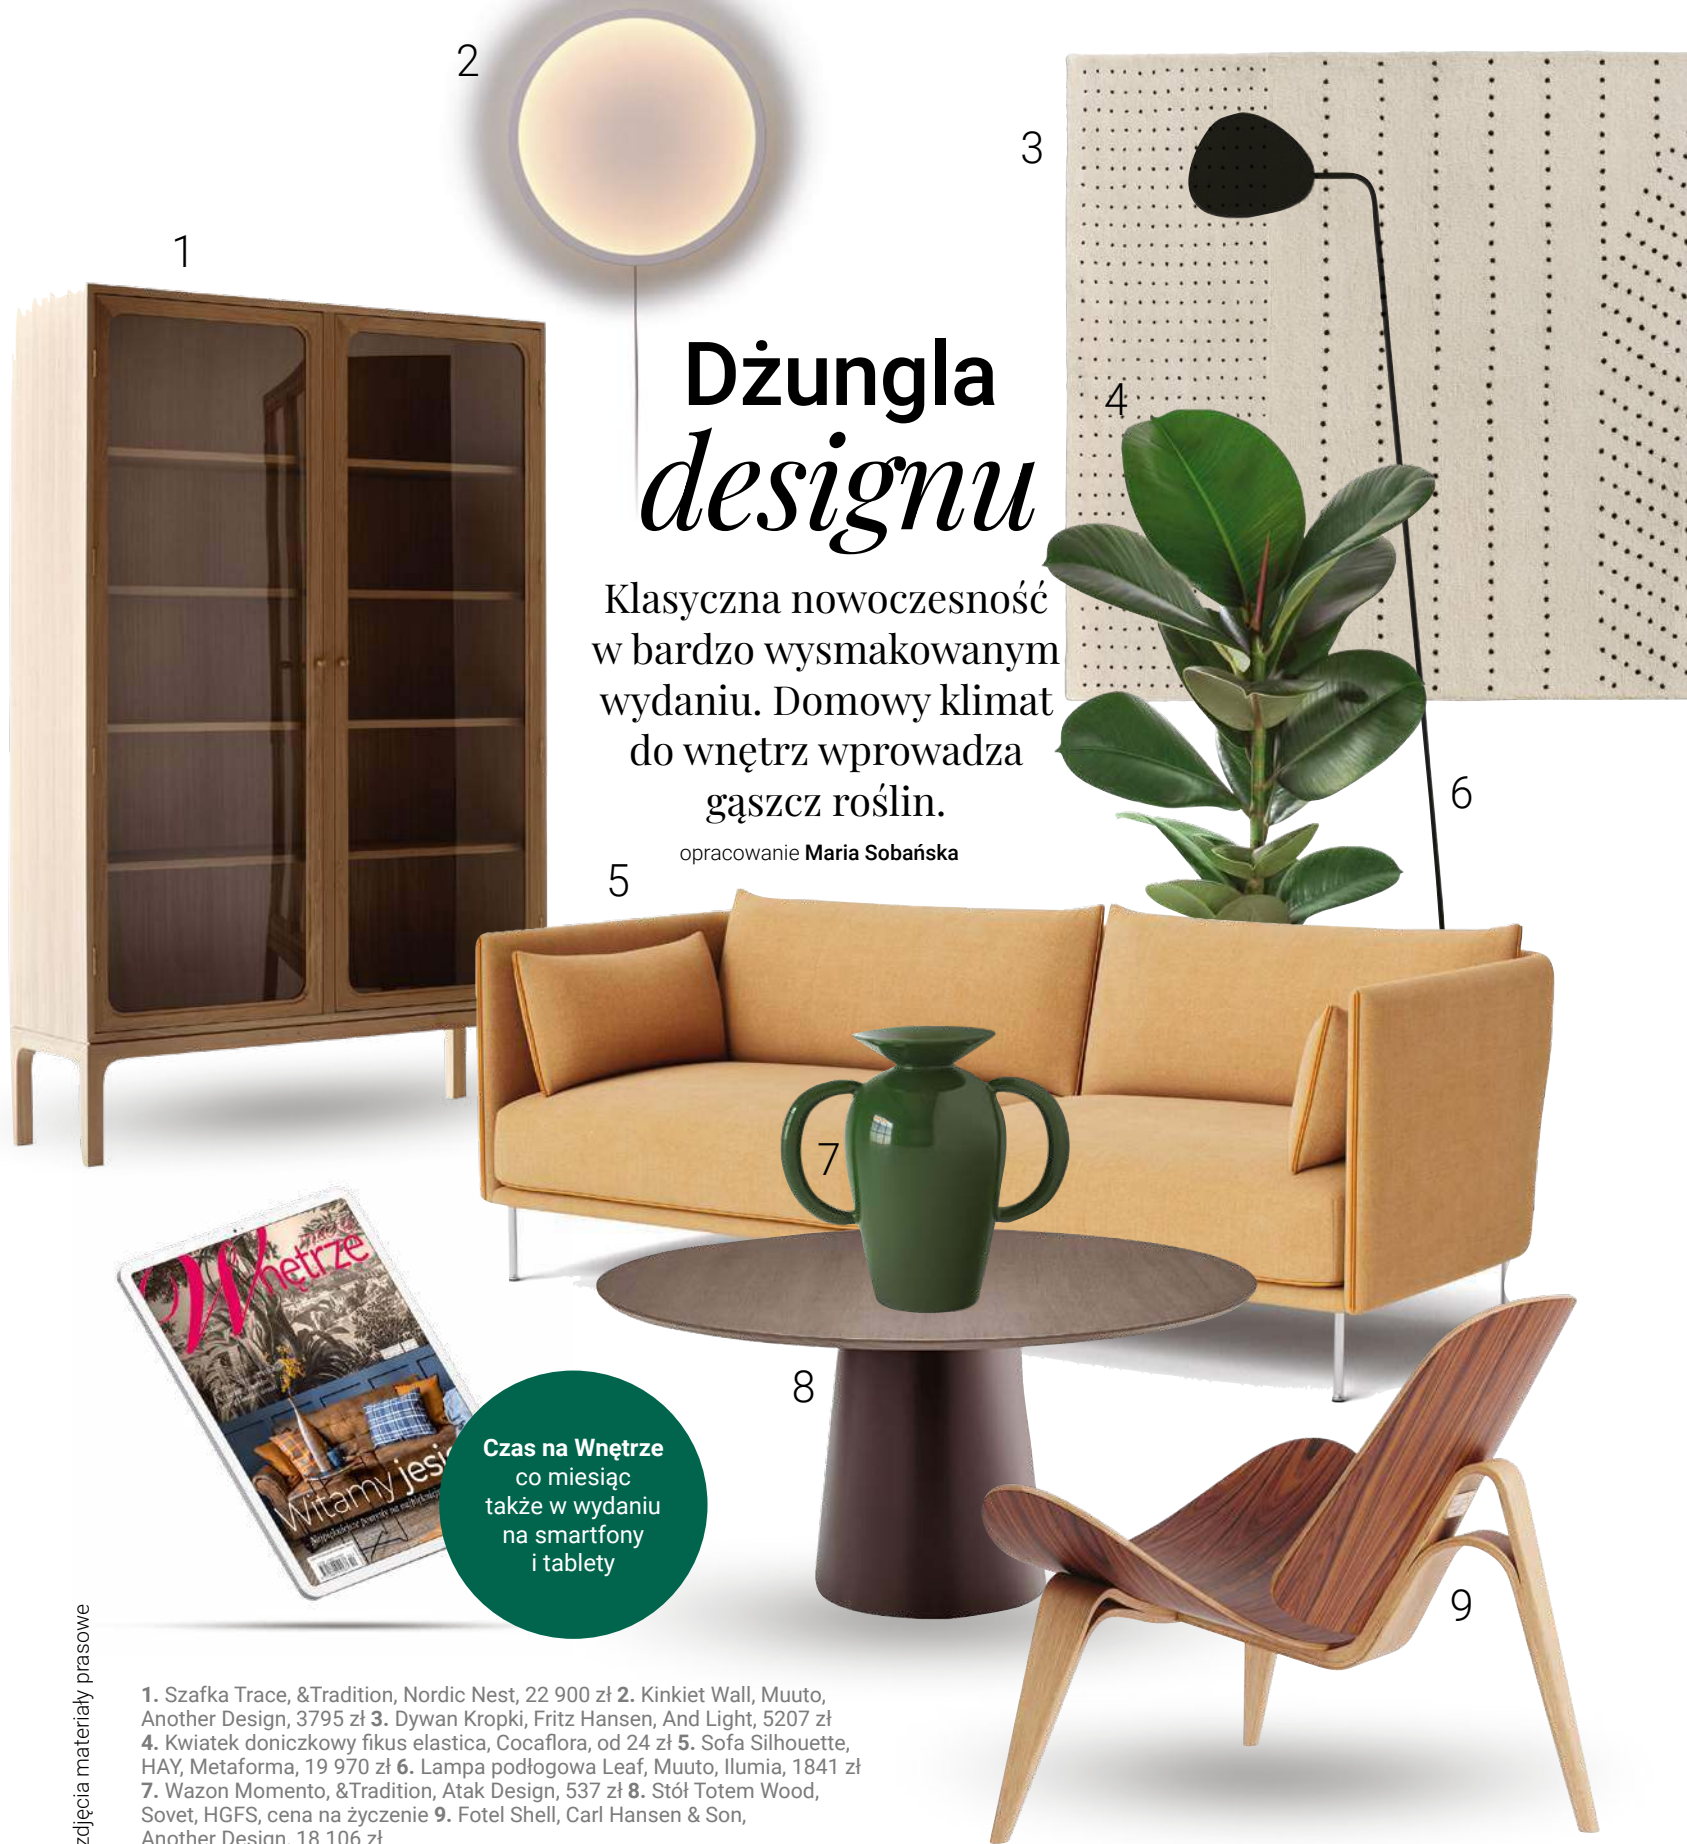 2
3
1
Dżungla
designu
4
Klasyczna nowoczesność
w bardzo wysmakowanym
wydaniu. Domowy klimat
do wnętrz wprowadza
gąszcz roślin.
opracowanie Maria Sobańska
6
5
7
Wnętrze
8
Witamy jesie
Czas na Wnętrze
co miesiąc
także w wydaniu
na smartfony
i tablety
9
zdjęcia materiały prasowe
1. Szafka Trace, &Tradition, Nordic Nest, 22 900 zł 2. Kinkiet Wall, Muuto,
Another Design, 3795 zł 3. Dywan Kropki, Fritz Hansen, And Light, 5207 zł
4. Kwiatek doniczkowy fikus elastica, Cocaflora, od 24 zł 5. Sofa Silhouette,
HAY, Metaforma, 19 970 zł 6. Lampa podłogowa Leaf, Muuto, Ilumia, 1841 zł
7. Wazon Momento, &Tradition, Atak Design, 537 zł 8. Stół Totem Wood,
Sovet, HGFS, cena na życzenie 9. Fotel Shell, Carl Hansen & Son,
Another Design, 18 106 zł